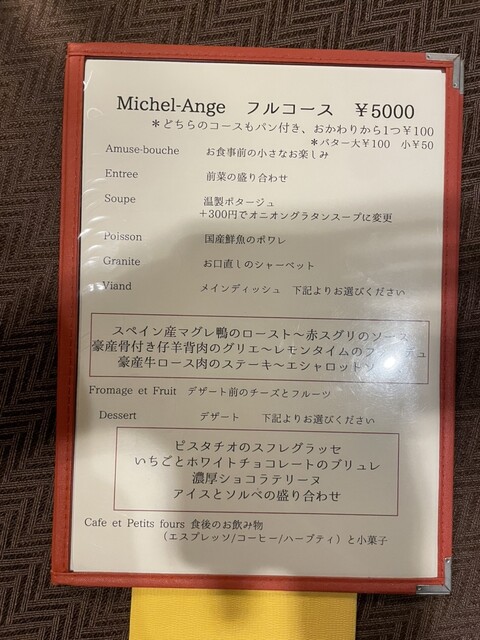 Michel-Ange フルコース ￥5000
＊どちらのコースもパン付き、おかわりから1つ￥100
＊バター大￥100 小￥50
Amuse-bouche お食事前の小さなお楽しみ
Entree 前菜の盛り合わせ
Soupe 温製ポタージュ
＋300円でオニオングラタンスープに変更
Poisson 国産鮮魚のポワレ
Granite お口直しのシャーベット
Viand メインディッシュ 下記よりお選びください
スペイン産マグレ鴨のロースト～赤スグリのソース
豪産骨付き仔羊背肉のグリエ～レモンタイムの
豪産牛ロース肉のステーキ～エシャロット
Fromage et Fruit デザート前のチーズとフルーツ
Dessert デザート 下記よりお選びください
ピスタチオのスフレグラッセ
いちごとホワイトチョコレートのブリュレ
濃厚ショコラテリーヌ
アイスとソルベの盛り合わせ
Cafe et Petits fours 食後のお飲み物
（エスプレッソ/コーヒー/ハーブティ）と小菓子